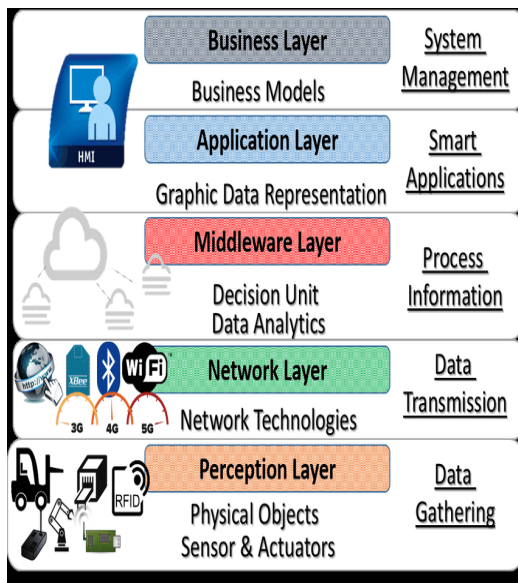 Business Layer
Business Models
System
Management
HMI
Application Layer
Graphic Data Representation
Smart
Applications
Middleware Layer
Decision Unit
Data Analytics
Process
Information
http://
XBee
WiFi
™
3G
4G
5G
Network Layer
Network Technologies
Data
Transmission
RFID
Perception Layer
Physical Objects
Sensor & Actuators
Data
Gathering